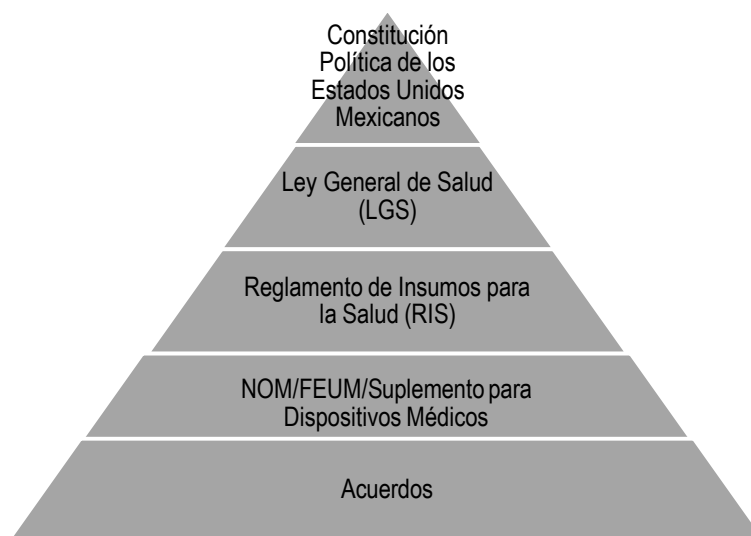 Constitución
Política de los
Estados Unidos
Mexicanos
Ley General de Salud
(LGS)
Reglamento de Insumos para
la Salud (RIS)
NOM/FEUM/Suplemento para
Dispositivos Médicos
Acuerdos